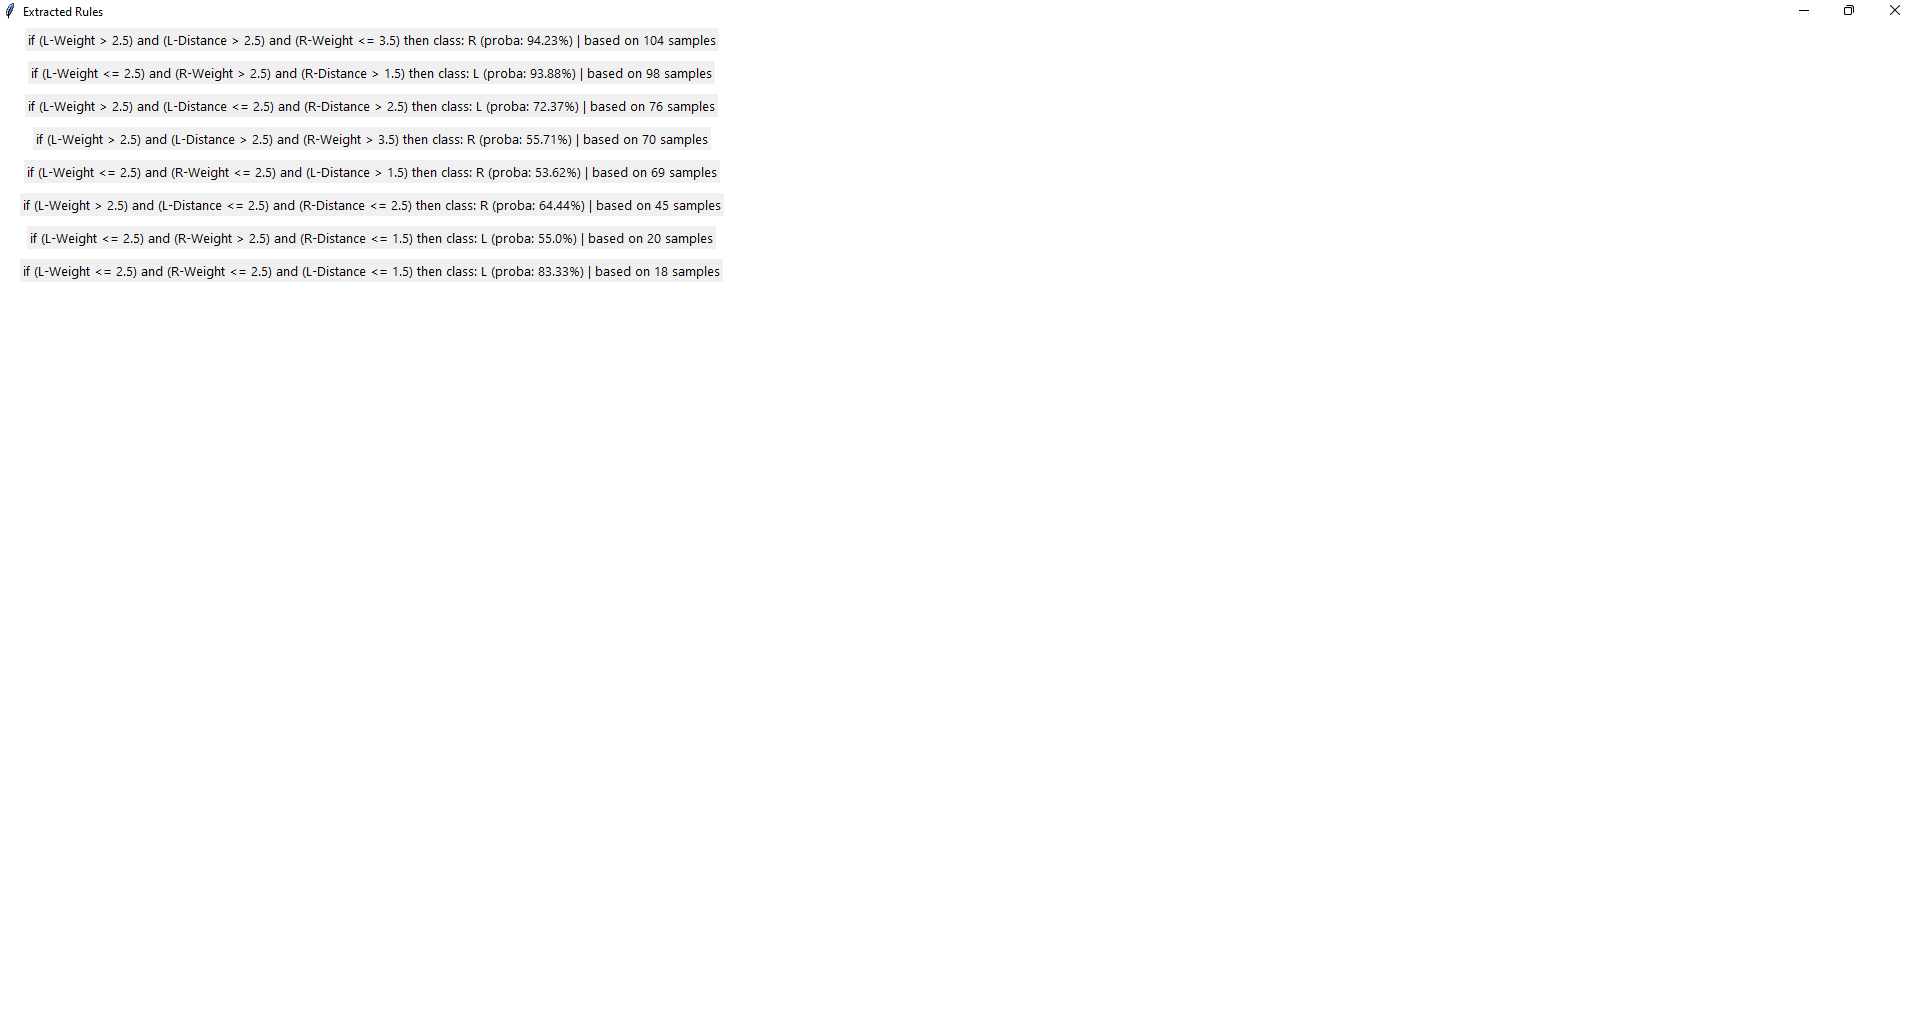 Extracted Rules
if (L-Weight > 2.5) and (L-Distance > 2.5) and (R-Weight <= 3.5) then class: R (proba: 94.23%) | based on 104 samples
if (L-Weight <= 2.5) and (R-Weight > 2.5) and (R-Distance > 1.5) then class: L (proba: 93.88%) | based on 98 samples
if (L-Weight > 2.5) and (L-Distance <= 2.5) and (R-Distance > 2.5) then class: L (proba: 72.37%) | based on 76 samples
if (L-Weight > 2.5) and (L-Distance > 2.5) and (R-Weight > 3.5) then class: R (proba: 55.71%) | based on 70 samples
if (L-Weight <= 2.5) and (R-Weight <= 2.5) and (L-Distance > 1.5) then class: R (proba: 53.62%) | based on 69 samples
if (L-Weight > 2.5) and (L-Distance <= 2.5) and (R-Distance <= 2.5) then class: R (proba: 64.44%) | based on 45 samples
if (L-Weight <= 2.5) and (R-Weight > 2.5) and (R-Distance <= 1.5) then class: L (proba: 55.0%) | based on 20 samples
if (L-Weight <= 2.5) and (R-Weight <= 2.5) and (L-Distance <= 1.5) then class: L (proba: 83.33%) | based on 18 samples